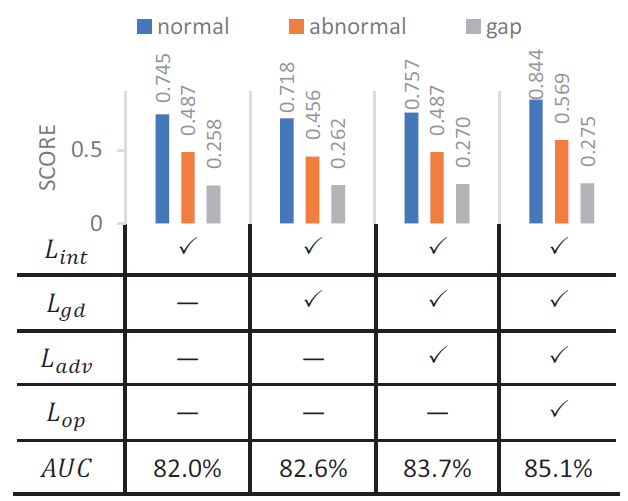 normal abnormal gap
0.745 0.487 0.258 0.718 0.456 0.262 0.757 0.487 0.270 0.844 0.569 0.275
SCORE
0.5
0
L_int ✓ ✓ ✓ ✓
L_gd — ✓ ✓ ✓
L_adv — — ✓ ✓
L_op — — — ✓
AUC 82.0% 82.6% 83.7% 85.1%